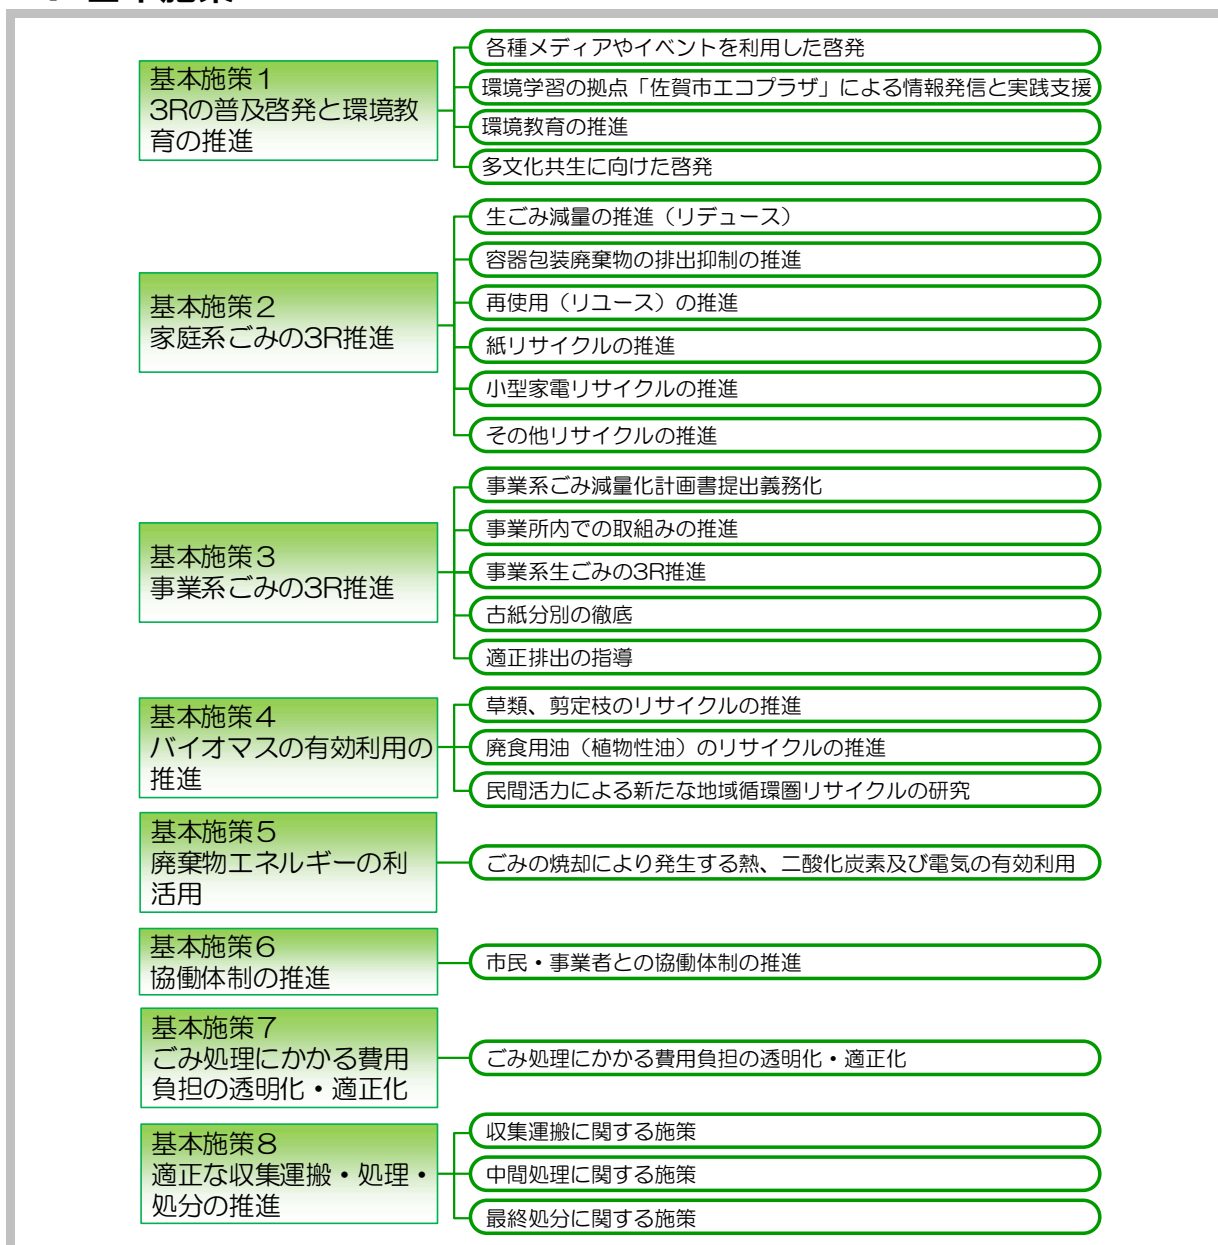 基本施策１
3Rの普及啓発と環境教
育の推進
各種メディアやイベントを利用した啓発
環境学習の拠点「佐賀市エコプラザ」による情報発信と実践支援
環境教育の推進
多文化共生に向けた啓発
基本施策２
家庭系ごみの3R推進
生ごみ減量の推進（リデュース）
容器包装廃棄物の排出抑制の推進
再使用（リユース）の推進
紙リサイクルの推進
小型家電リサイクルの推進
その他リサイクルの推進
基本施策３
事業系ごみの3R推進
事業系ごみ減量化計画書提出義務化
事業所内での取組みの推進
事業系生ごみの3R推進
古紙分別の徹底
適正排出の指導
基本施策４
バイオマスの有効利用の
推進
草類、剪定枝のリサイクルの推進
廃食用油（植物性油）のリサイクルの推進
民間活力による新たな地域循環圏リサイクルの研究
基本施策５
廃棄物エネルギーの利
活用
ごみの焼却により発生する熱、二酸化炭素及び電気の有効利用
基本施策６
協働体制の推進
市民・事業者との協働体制の推進
基本施策７
ごみ処理にかかる費用
負担の透明化・適正化
ごみ処理にかかる費用負担の透明化・適正化
基本施策８
適正な収集運搬・処理・
処分の推進
収集運搬に関する施策
中間処理に関する施策
最終処分に関する施策